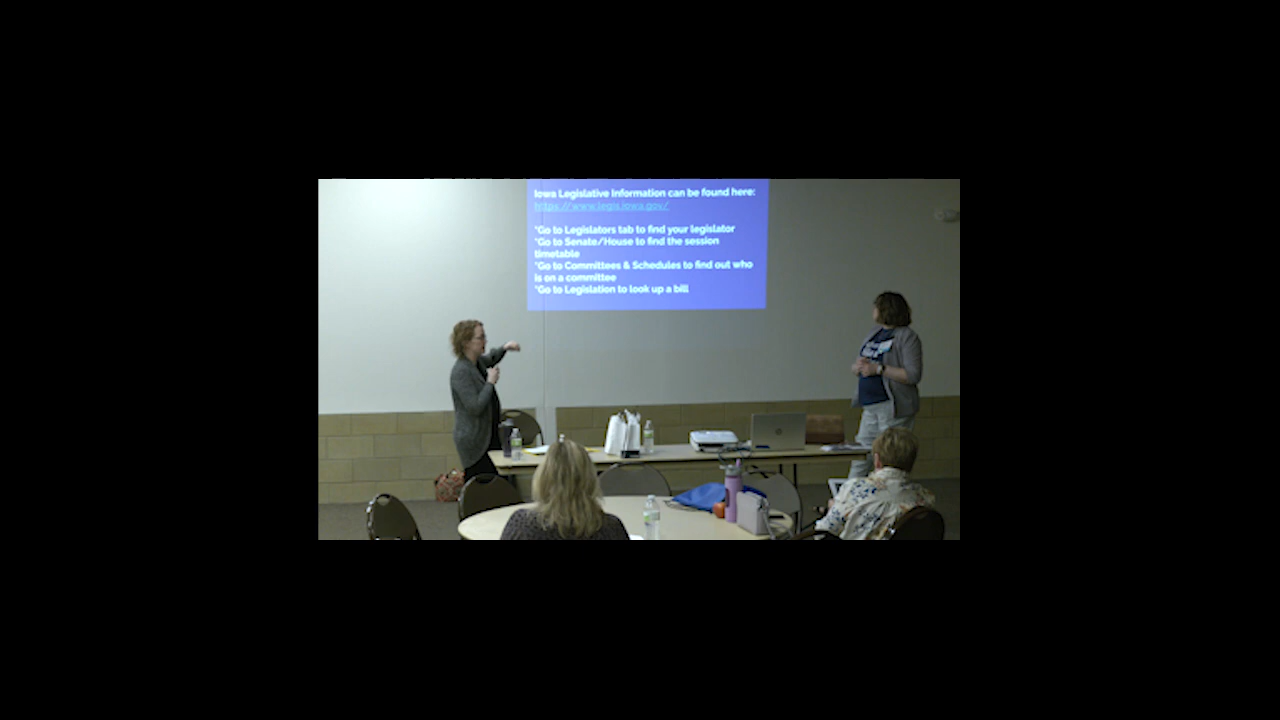 Iowa Legislative Information can be found here:
https://www.legis.iowa.gov/
*Go to Legislators tab to find your legislator
*Go to Senate/House to find the session
timetable
*Go to Committees & Schedules to find out who
is on a committee
*Go to Legislation to look up a bill